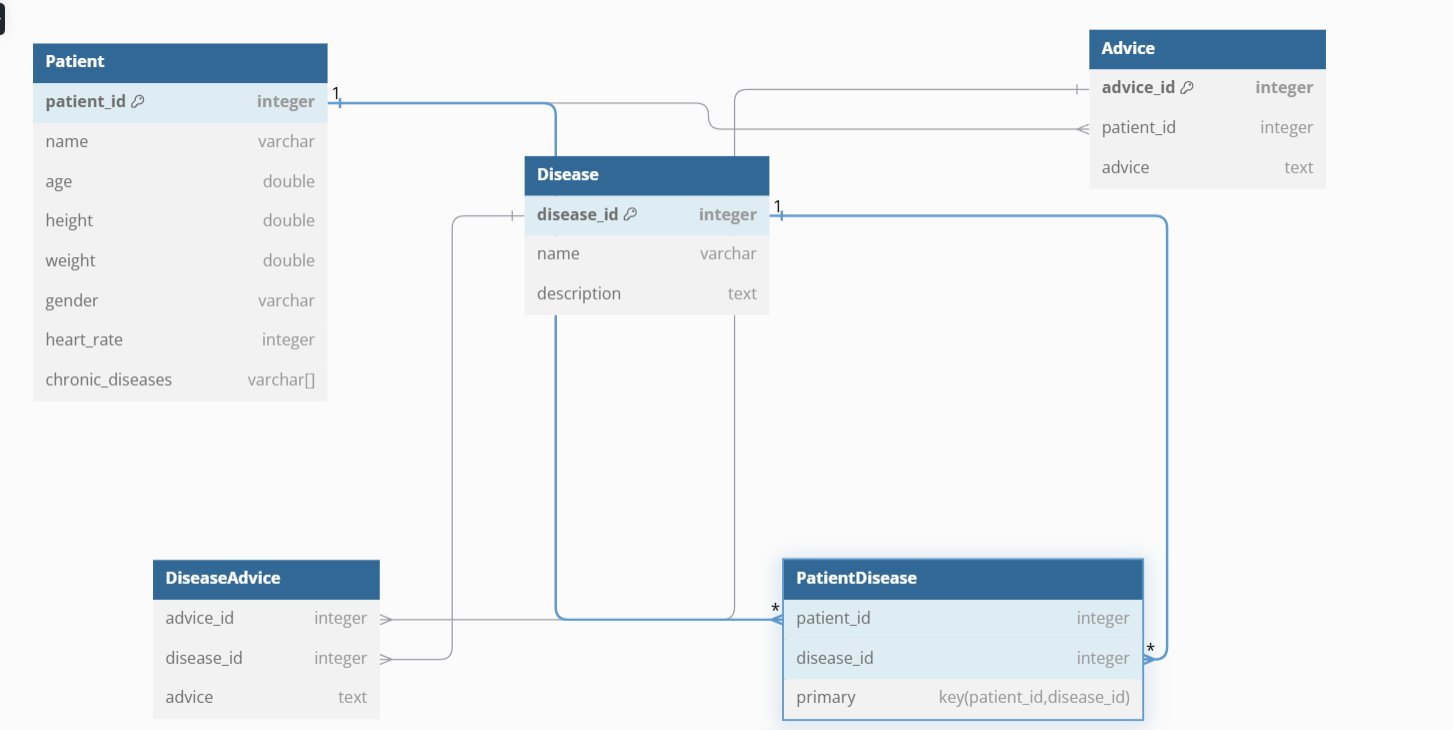 Patient
patient_id integer
name varchar
age double
height double
weight double
gender varchar
heart_rate integer
chronic_diseases varchar[]
1
Disease
disease_id integer
name varchar
description text
1
Advice
advice_id integer
patient_id integer
advice text
DiseaseAdvice
advice_id integer
disease_id integer
advice text
*
PatientDisease
patient_id integer
disease_id integer
primary key(patient_id,disease_id)
*